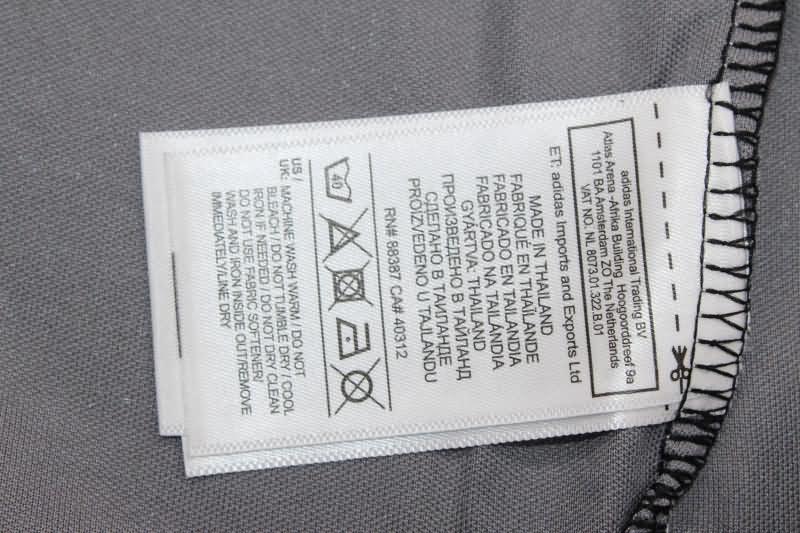 adidas International Trading BV
Atlas Arena -Afrika Building  Hoogoorddreef 9a
1101 BA Amsterdam ZO The Netherlands
VAT NO. NL 8073.01.322.B.01
ET: adidas Imports and Exports Ltd
MADE IN THAILAND
FABRIQUÉ EN THAÏLANDE
FABRICADO EN TAILANDIA
FABRICADO NA TAILÂNDIA
GYÁRTVA: THAILAND
ПРОИЗВЕДЕНО В ТАЙЛАНД
СДЕЛАНО В ТАИЛАНДЕ
PROIZVEDENO U TAJLANDU
RN# 88387 CA# 40312
40
US /
UK: MACHINE WASH WARM / DO NOT
BLEACH / DO NOT TUMBLE DRY / COOL
IRON IF NEEDED / DO NOT DRY CLEAN
DO NOT USE FABRIC SOFTENER/
WASH AND IRON INSIDE OUT/REMOVE
IMMEDIATELY/LINE DRY